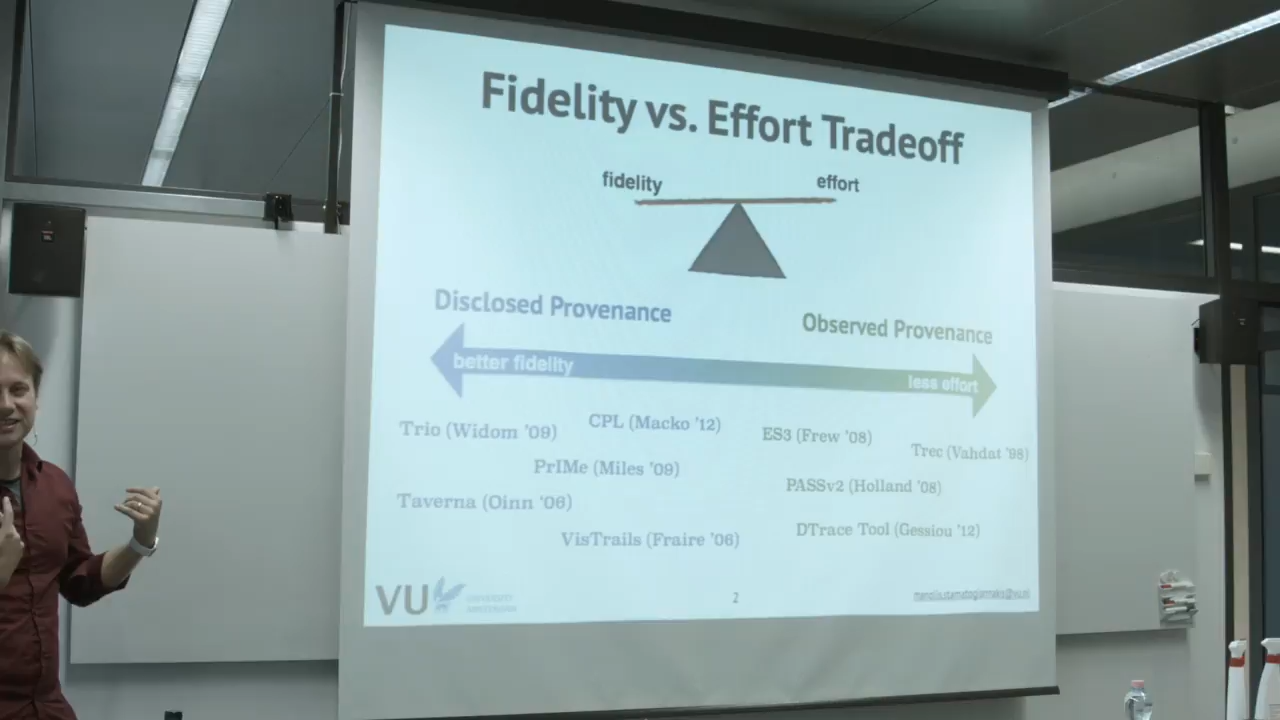 Fidelity vs. Effort Tradeoff
fidelity
effort
Disclosed Provenance
Observed Provenance
better fidelity
less effort
Trio (Widom '09)
CPL (Macko '12)
ES3 (Frew '08)
Trec (Vahdat '98)
PrIMe (Miles '09)
PASSv2 (Holland '08)
Taverna (Oinn '06)
DTrace Tool (Gessiou '12)
VisTrails (Fraire '06)
VU
UNIVERSITY
AMSTERDAM
2